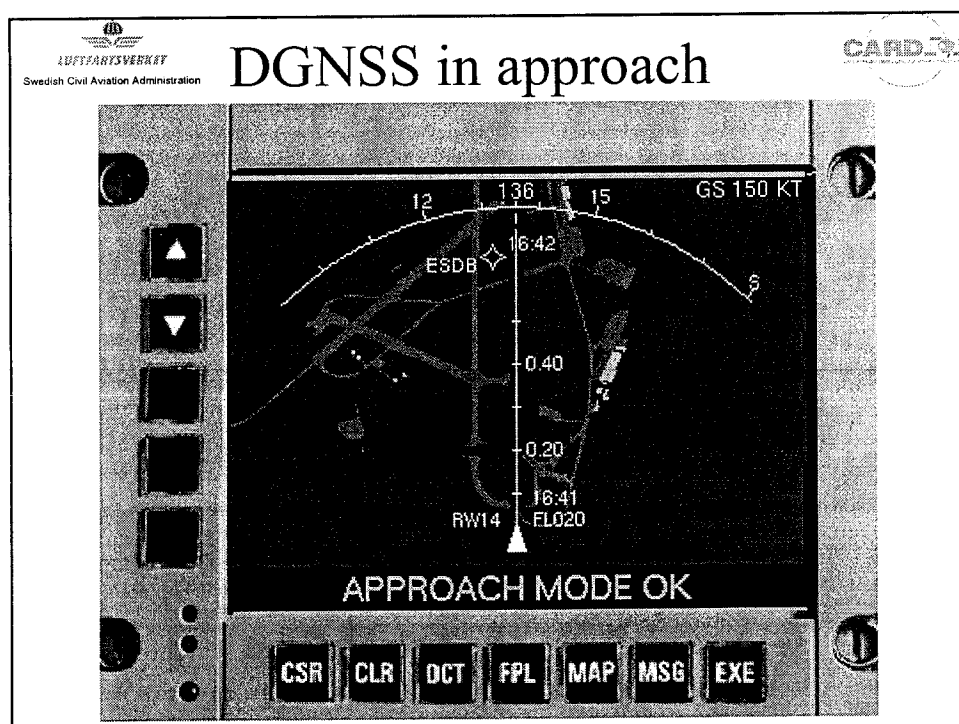 LUFTFARTSVERKET
Swedish Civil Aviation Administration
DGNSS in approach
CARD
12
136
15
GS 150 KT
16:42
ESDB
S
0.40
0.20
16:41
RW14
FL020
APPROACH MODE OK
CSR
CLR
DCT
FPL
MAP
MSG
EXE